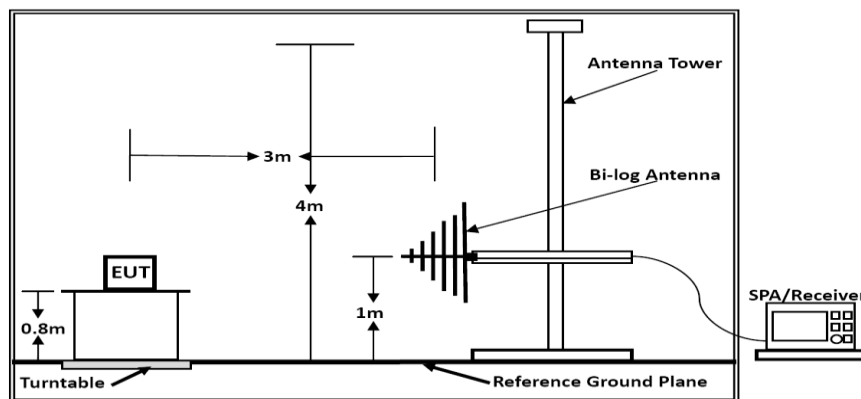 Antenna Tower
3m
Bi-log Antenna
4m
EUT
SPA/Receiver
0.8m
1m
Turntable
Reference Ground Plane